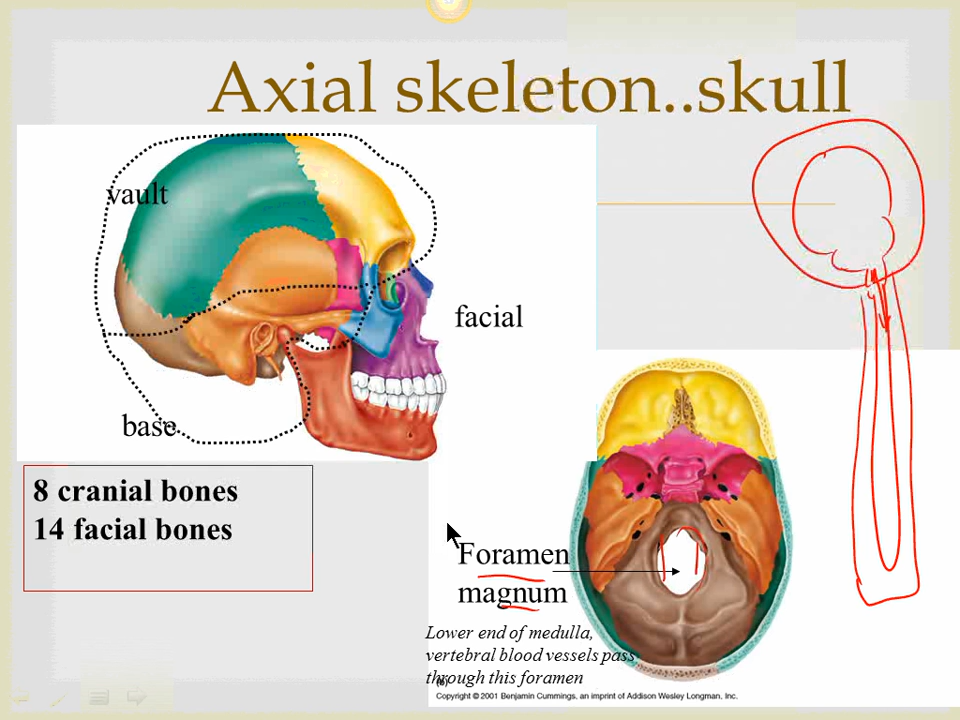 Axial skeleton..skull
vault
facial
base
8 cranial bones
14 facial bones
Foramen
magnum
Lower end of medulla,
vertebral blood vessels pass
through this foramen
(b)
Copyright © 2001 Benjamin Cummings, an imprint of Addison Wesley Longman, Inc.